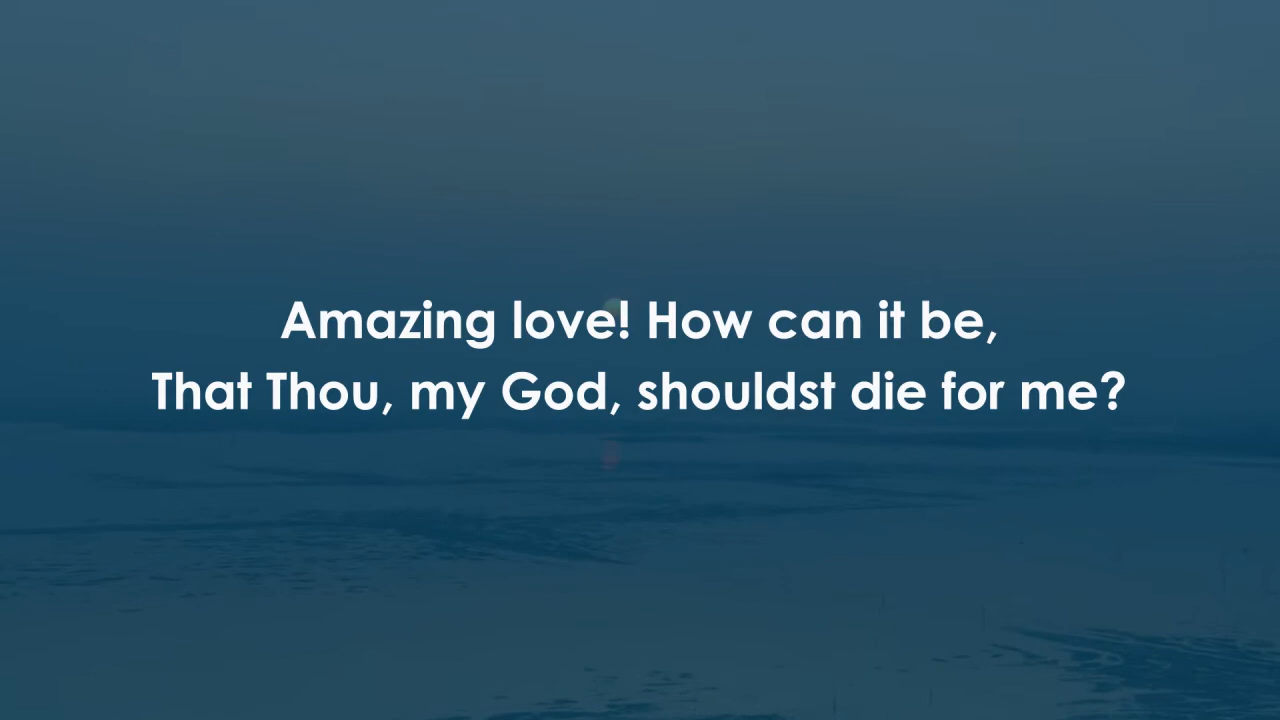 Amazing love! How can it be,
That Thou, my God, shouldst die for me?